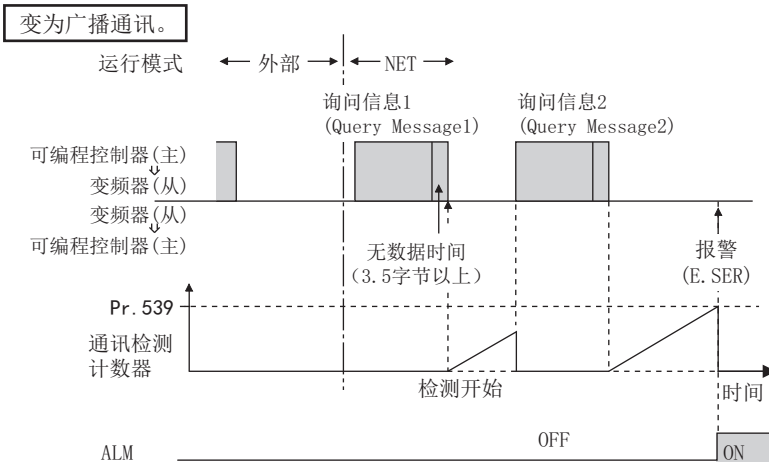 变为广播通讯。
运行模式 外部 NET
询问信息1
(Query Message1)
询问信息2
(Query Message2)
可编程控制器(主)
变频器(从)
变频器(从)
可编程控制器(主)
无数据时间
(3.5字节以上)
报警
(E.SER)
Pr.539
通讯检测
计数器
检测开始
时间
ALM
OFF
ON